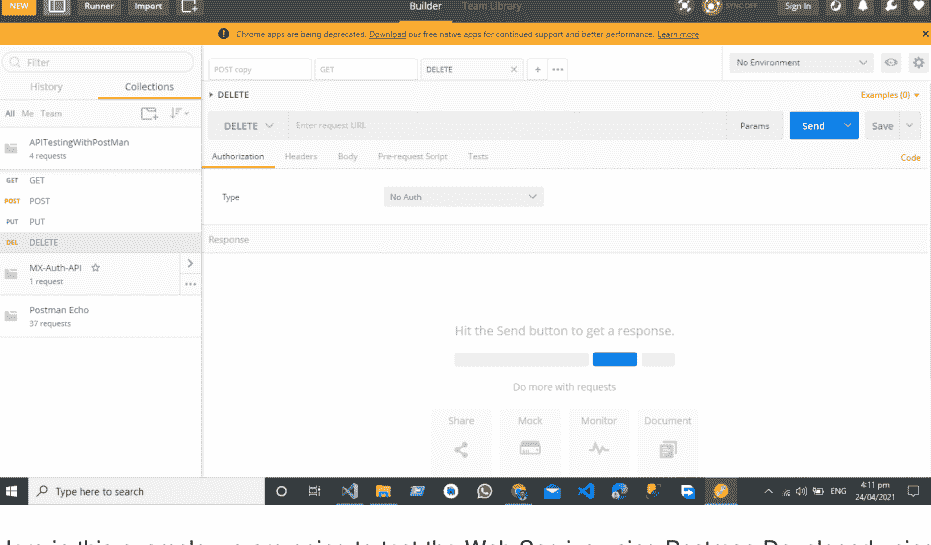 NEW Runner Import Builder Team Library SYNC OFF Sign In
Chrome apps are being deprecated. Download our free native apps for continued support and better performance. Learn more
Filter
History Collections
All Me Team
APITestingWithPostMan
4 requests
GET GET
POST POST
PUT PUT
DEL DELETE
MX-Auth-API
1 request
Postman Echo
37 requests
POST copy GET DELETE
No Environment
DELETE
Examples (0)
DELETE Enter request URL Params Send Save
Authorization Headers Body Pre-request Script Tests Code
Type No Auth
Response
Hit the Send button to get a response.
Do more with requests
Share Mock Monitor Document
Type here to search
ENG 4:11 pm
24/04/2021